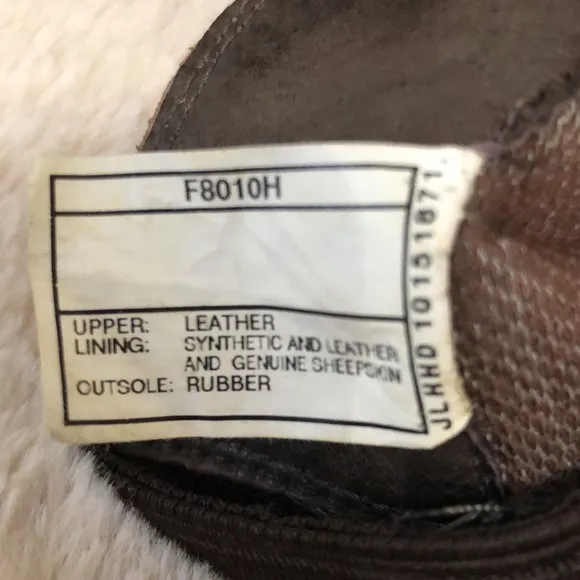 F8010H
UPPER: LEATHER
LINING: SYNTHETIC AND LEATHER
AND GENUINE SHEEPSKIN
OUTSOLE: RUBBER
JLHHD 10151871